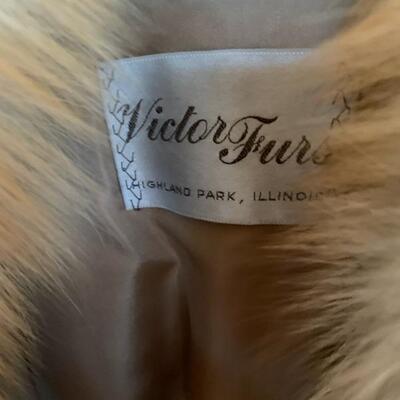 Victor Furs
HIGHLAND PARK, ILLINOIS